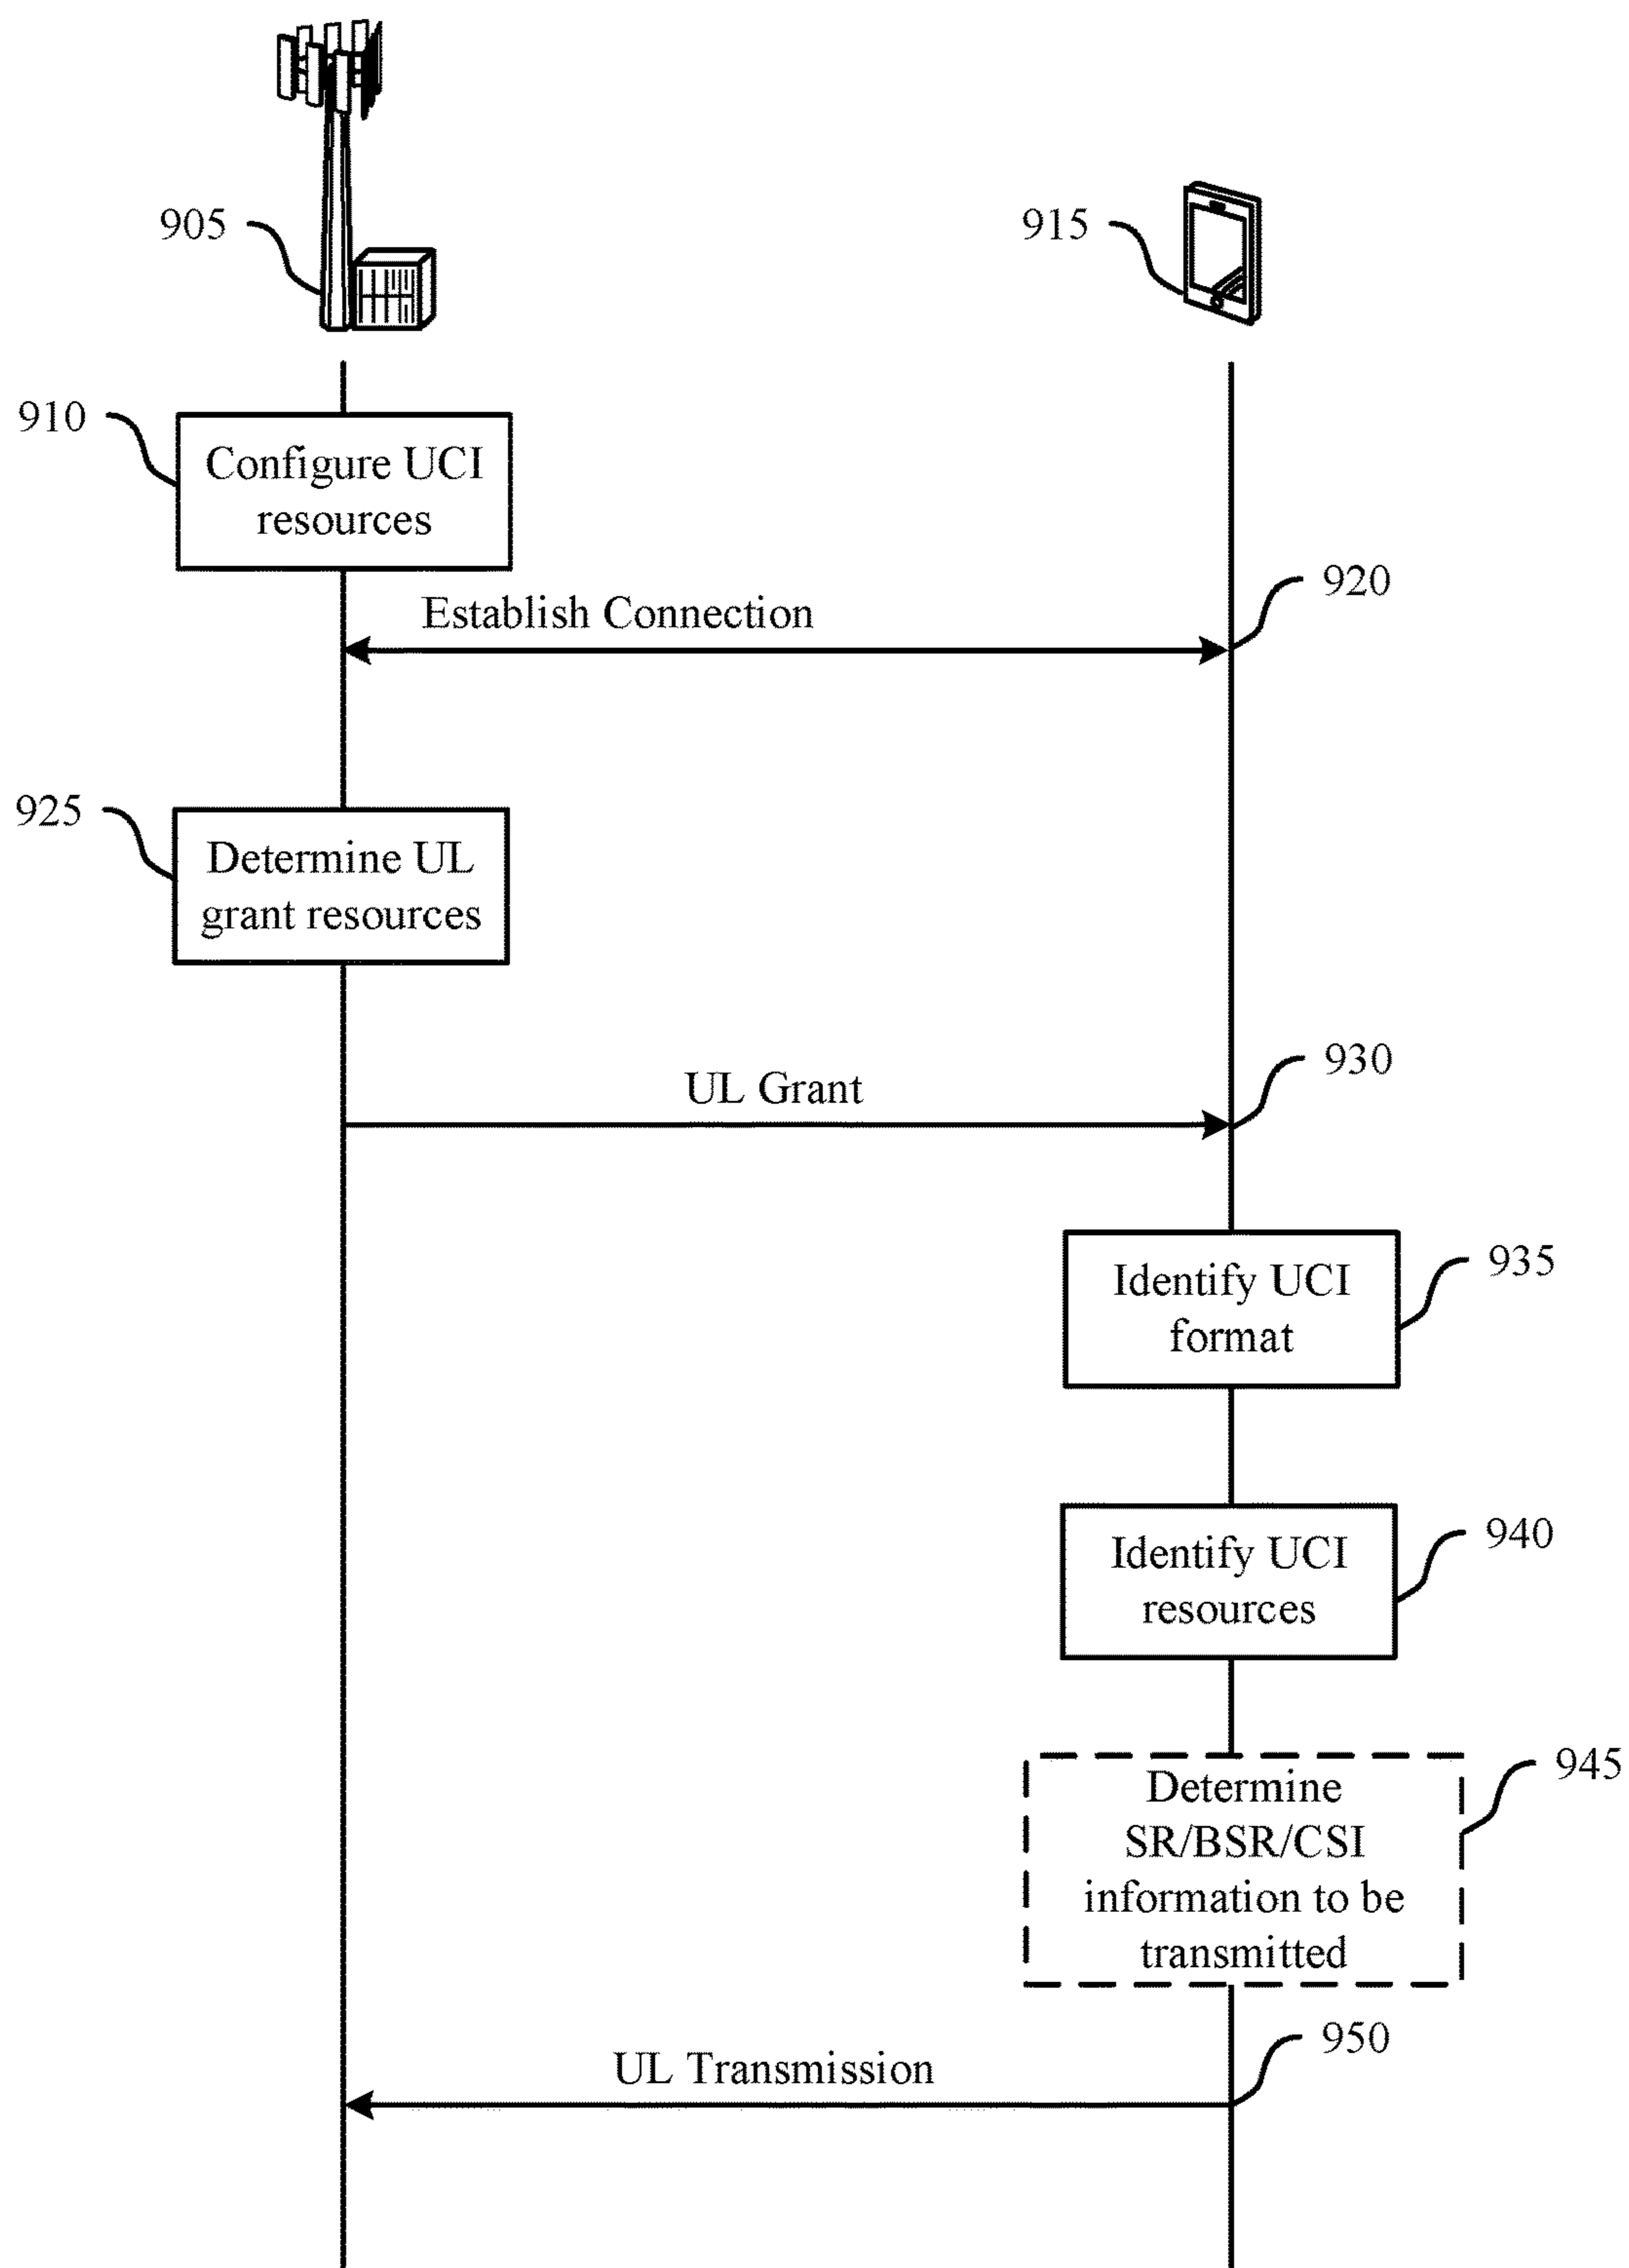 905
915
910
Configure UCI
resources
920
Establish Connection
925
Determine UL
grant resources
930
UL Grant
935
Identify UCI
format
940
Identify UCI
resources
945
Determine
SR/BSR/CSI
information to be
transmitted
950
UL Transmission